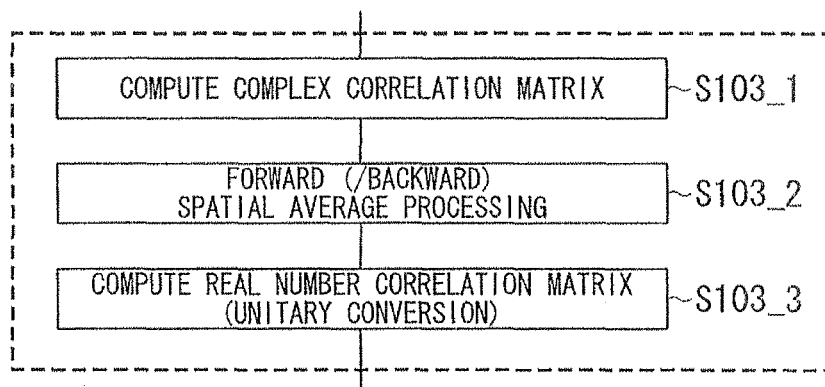 COMPUTE COMPLEX CORRELATION MATRIX
~S103_1
FORWARD (/BACKWARD)
SPATIAL AVERAGE PROCESSING
~S103_2
COMPUTE REAL NUMBER CORRELATION MATRIX
(UNITARY CONVERSION)
~S103_3